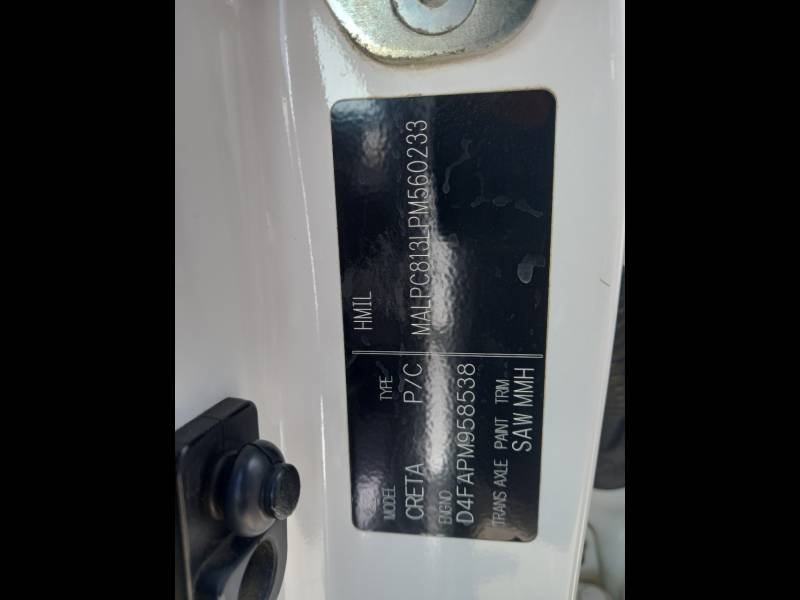 HMIL
MODEL TYPE
CRETA P/C MALPC813LPM560233
ENGNO
D4FAPM958538
TRANS AXLE PAINT TRIM
SAW MMH